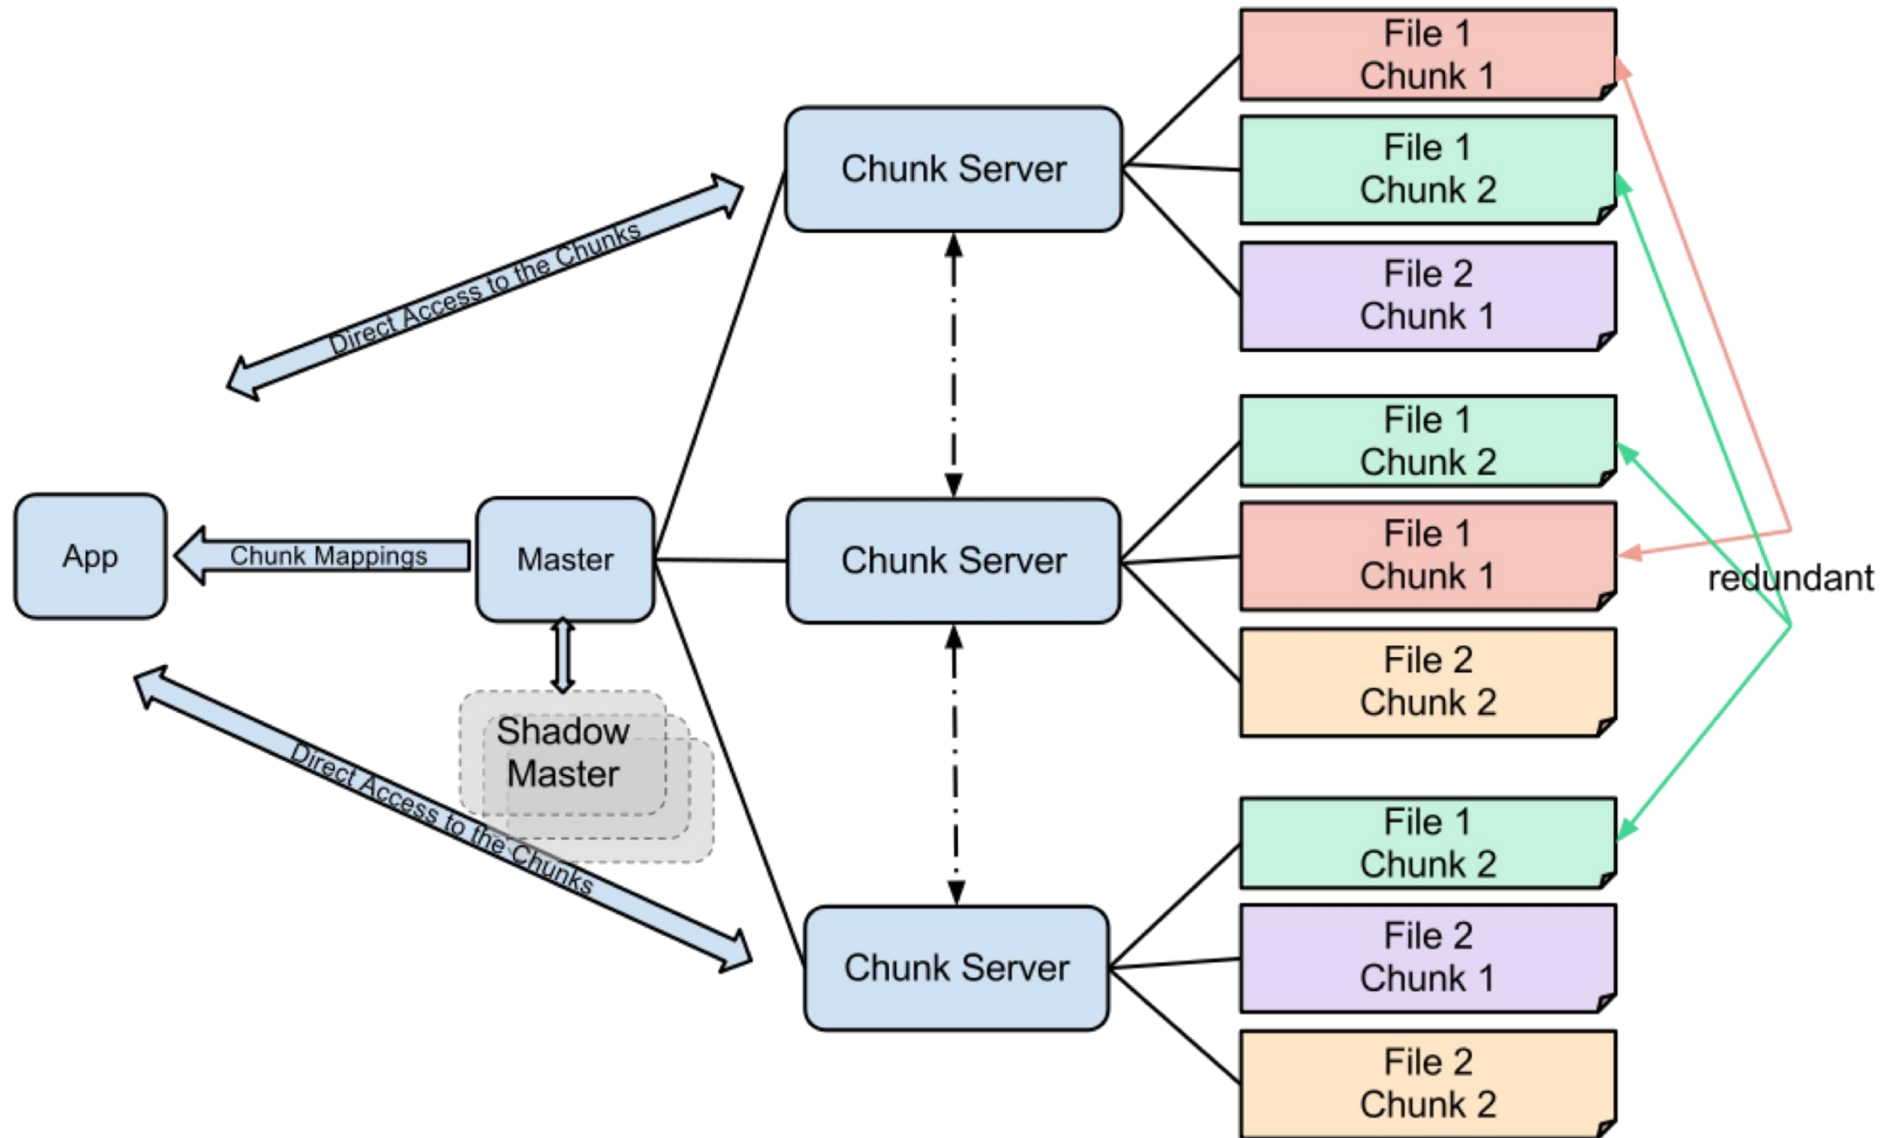 File 1
Chunk 1
File 1
Chunk 2
File 2
Chunk 1
Chunk Server
Direct Access to the Chunks
File 1
Chunk 2
File 1
Chunk 1
File 2
Chunk 2
App
Chunk Mappings
Master
Chunk Server
redundant
Shadow
Master
Direct Access to the Chunks
File 1
Chunk 2
File 2
Chunk 1
File 2
Chunk 2
Chunk Server